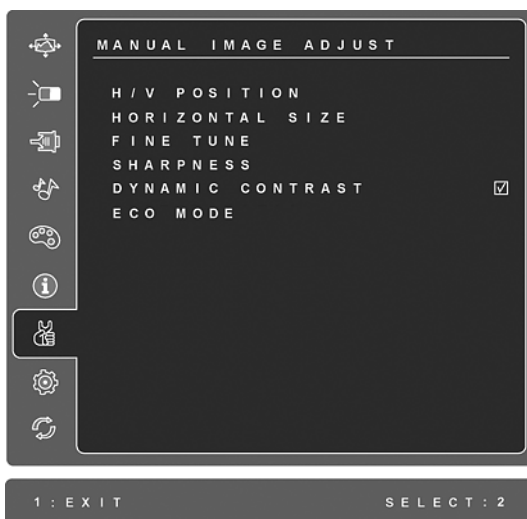 MANUAL IMAGE ADJUST
H/V POSITION
HORIZONTAL SIZE
FINE TUNE
SHARPNESS
DYNAMIC CONTRAST
ECO MODE
1:EXIT SELECT:2